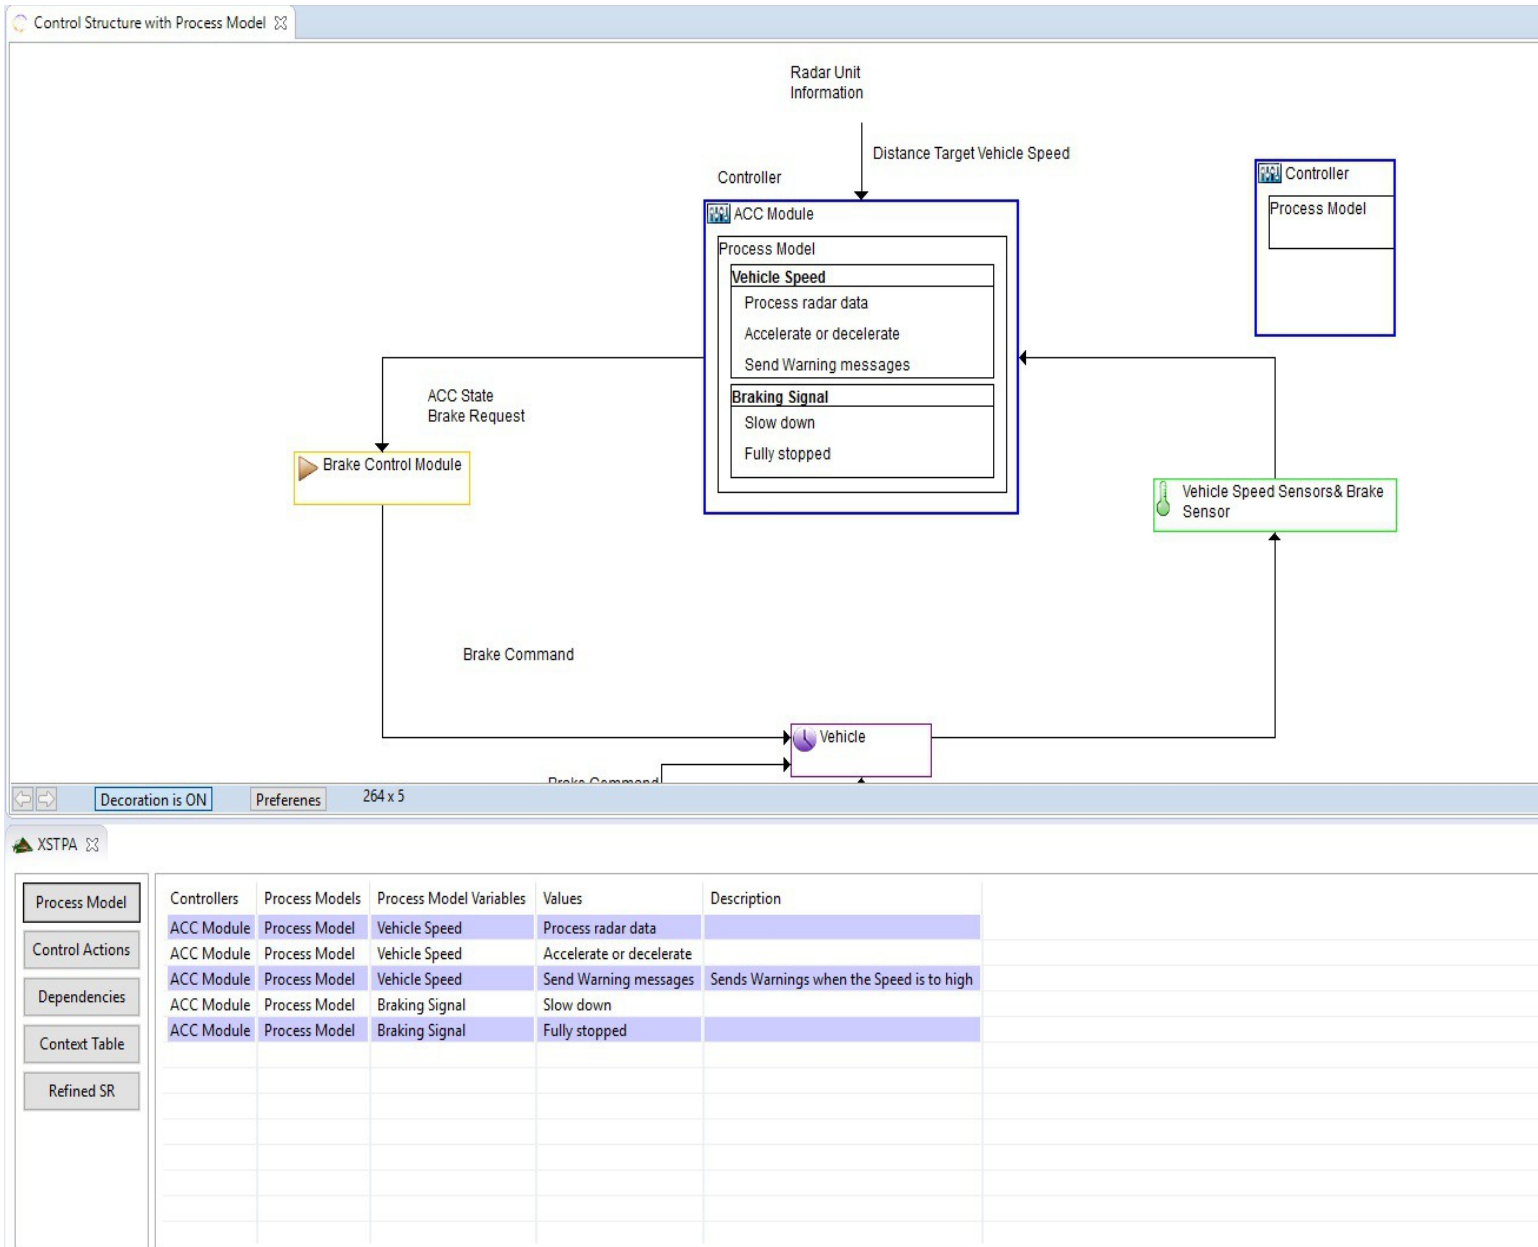 Control Structure with Process Model
Radar Unit
Information
Distance Target Vehicle Speed
Controller
Controller
Process Model
ACC Module
Process Model
Vehicle Speed
Process radar data
Accelerate or decelerate
Send Warning messages
Braking Signal
Slow down
Fully stopped
ACC State
Brake Request
Brake Control Module
Vehicle Speed Sensors& Brake
Sensor
Brake Command
Vehicle
Brake Command
Decoration is ON
Preferenes
264 x 5
XSTPA
Process Model
Control Actions
Dependencies
Context Table
Refined SR
Controllers Process Models Process Model Variables Values Description
ACC Module Process Model Vehicle Speed Process radar data
ACC Module Process Model Vehicle Speed Accelerate or decelerate
ACC Module Process Model Vehicle Speed Send Warning messages Sends Warnings when the Speed is to high
ACC Module Process Model Braking Signal Slow down
ACC Module Process Model Braking Signal Fully stopped